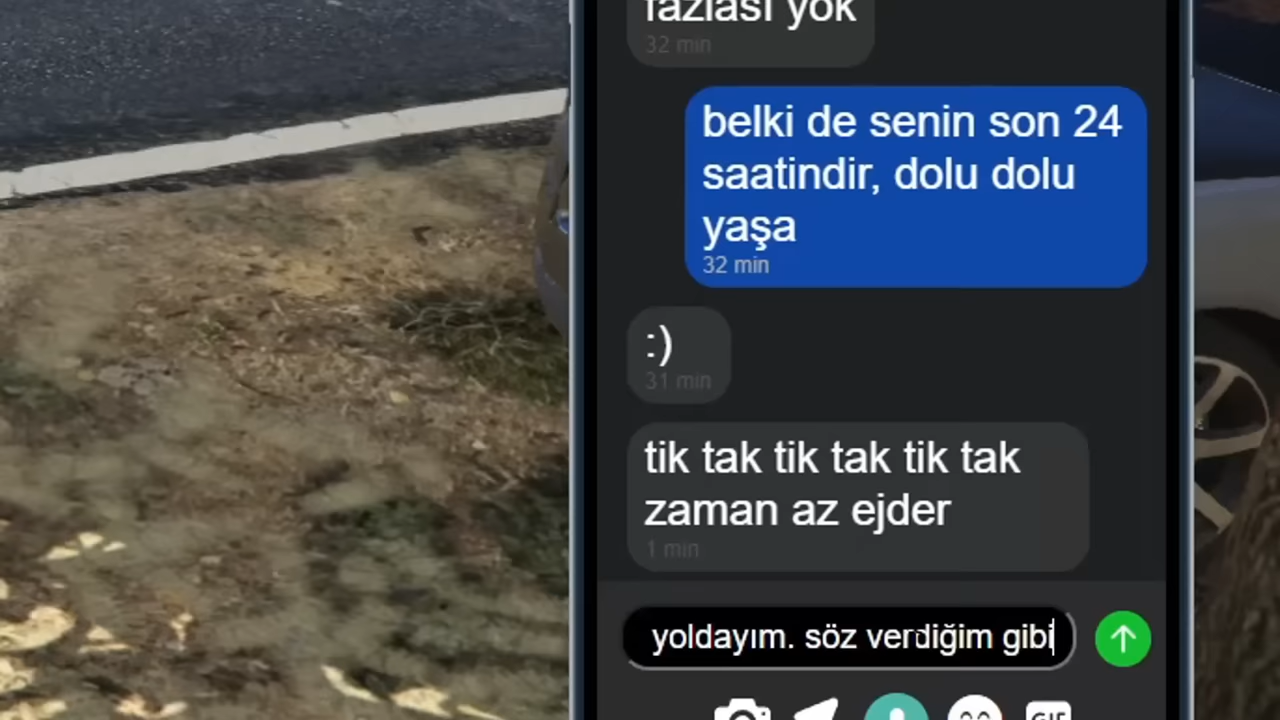 fazlası yok
32 min
belki de senin son 24
saatindir, dolu dolu
yaşa
32 min
:)
31 min
tik tak tik tak tik tak
zaman az ejder
1 min
yoldayım. söz verdiğim gibi
GIF